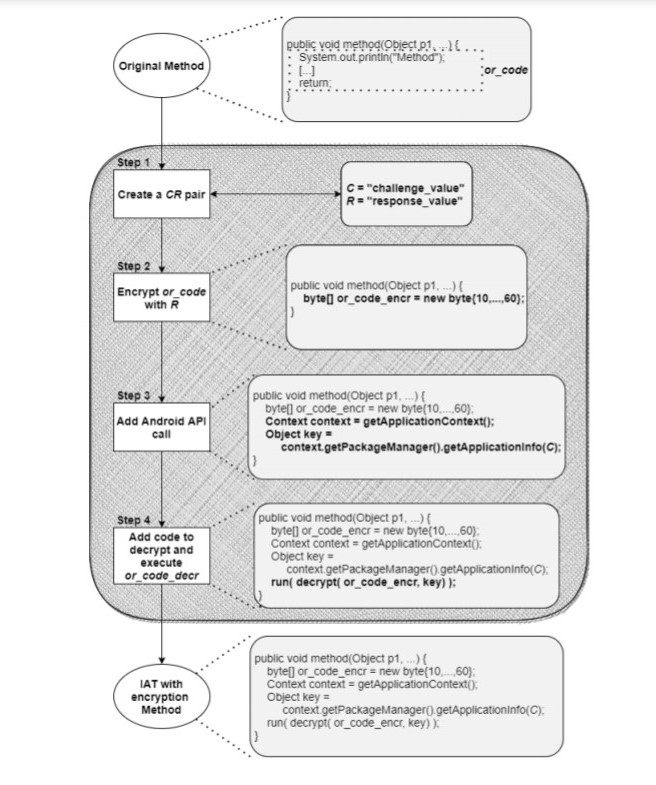 Original Method
public void method(Object p1, ...) {
System.out.println("Method");
[...]
return;
}
or_code
Step 1
Create a CR pair
C = "challenge_value"
R = "response_value"
Step 2
Encrypt or_code
with R
public void method(Object p1, ...) {
byte[] or_code_encr = new byte{10,...,60};
}
Step 3
Add Android API
call
public void method(Object p1, ...) {
byte[] or_code_encr = new byte{10,...,60};
Context context = getApplicationContext();
Object key =
context.getPackageManager().getApplicationInfo(C);
}
Step 4
Add code to
decrypt and
execute
or_code_decr
public void method(Object p1, ...) {
byte[] or_code_encr = new byte{10,...,60};
Context context = getApplicationContext();
Object key =
context.getPackageManager().getApplicationInfo(C);
run( decrypt( or_code_encr, key) );
}
IAT with
encryption
Method
public void method(Object p1, ...) {
byte[] or_code_encr = new byte{10,...,60};
Context context = getApplicationContext();
Object key =
context.getPackageManager().getApplicationInfo(C);
run( decrypt( or_code_encr, key) );
}